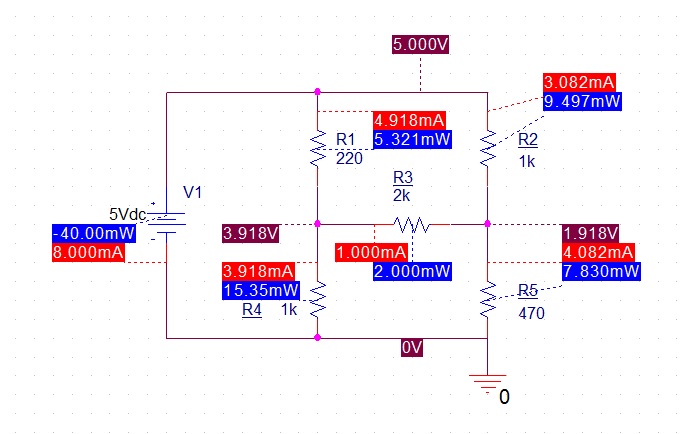 5.000V
3.082mA
9.497mW
4.918mA
5.321mW
R1
220
R2
1k
R3
2k
V1
5Vdc
+
-
-40.00mW
8.000mA
3.918V
1.918V
1.000mA
2.000mW
4.082mA
7.830mW
3.918mA
15.35mW
R4 1k
R5
470
0V
0